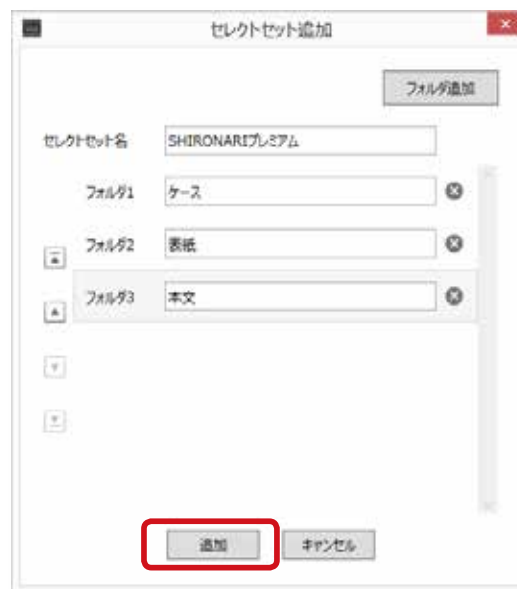 セレクトセット追加
フォルダ追加
セレクトセット名 SHIRONARIプレミアム
フォルダ1 ケース
フォルダ2 表紙
フォルダ3 本文
追加 キャンセル